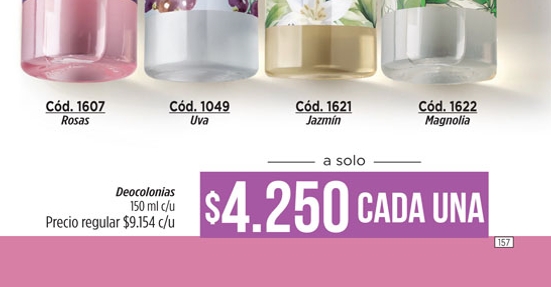 Cód. 1607 Cód. 1049 Cód. 1621 Cód. 1622
Rosas Uva Jazmín Magnolia
a solo
Deocolonias
150 ml c/u
Precio regular $9.154 c/u
$4.250 CADA UNA
157